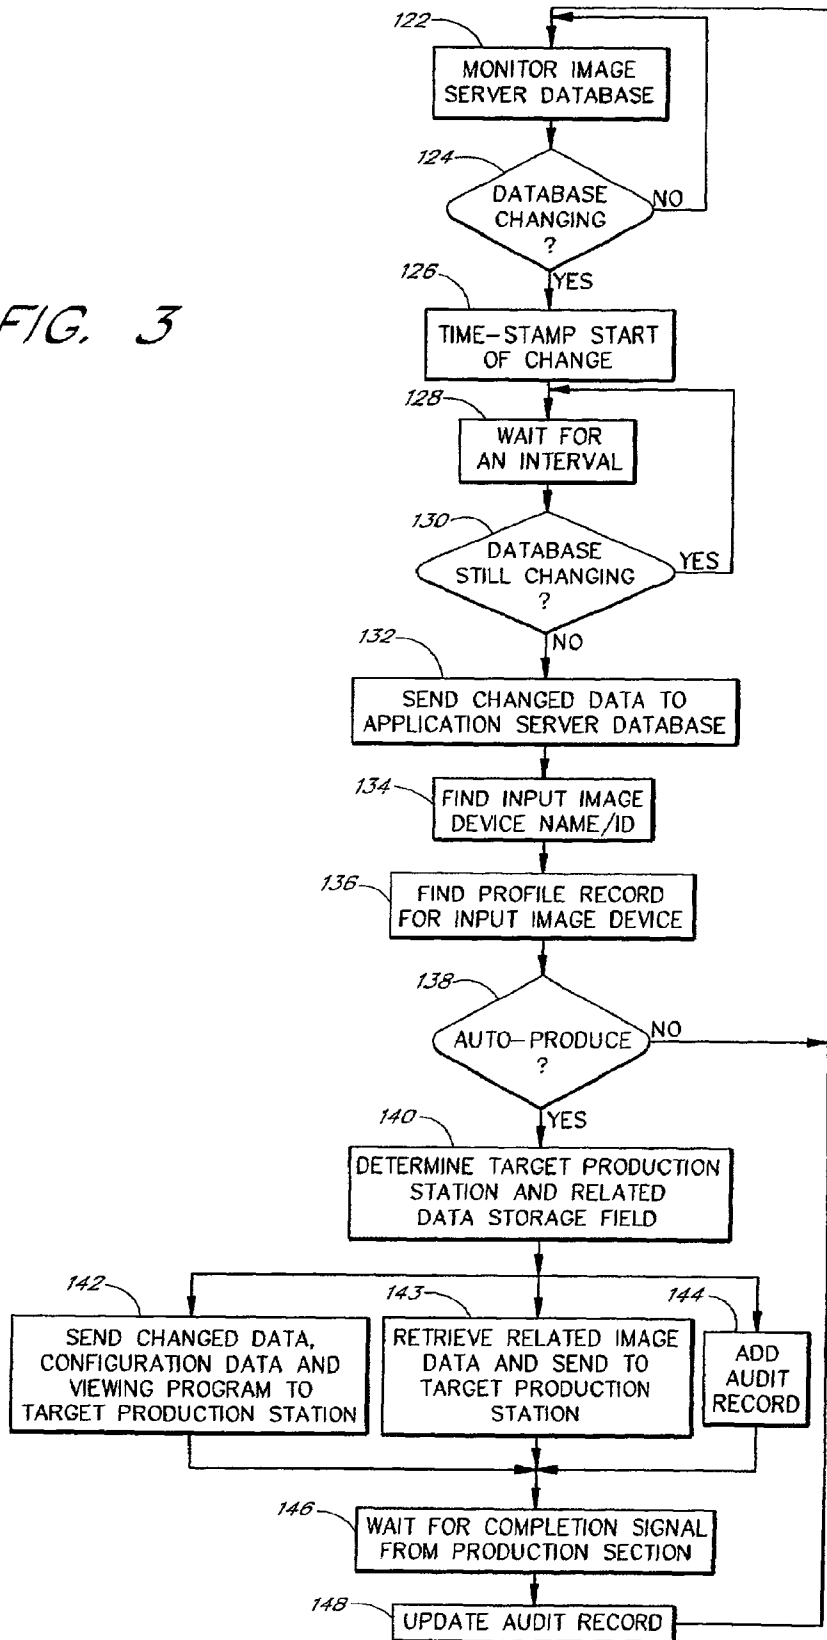 122
MONITOR IMAGE
SERVER DATABASE
124
DATABASE
CHANGING
?
NO
YES
FIG. 3
126
TIME-STAMP START
OF CHANGE
128
WAIT FOR
AN INTERVAL
130
DATABASE
STILL CHANGING
?
YES
NO
132
SEND CHANGED DATA TO
APPLICATION SERVER DATABASE
134
FIND INPUT IMAGE
DEVICE NAME/ID
136
FIND PROFILE RECORD
FOR INPUT IMAGE DEVICE
138
AUTO-PRODUCE
?
NO
YES
140
DETERMINE TARGET PRODUCTION
STATION AND RELATED
DATA STORAGE FIELD
142
SEND CHANGED DATA,
CONFIGURATION DATA AND
VIEWING PROGRAM TO
TARGET PRODUCTION STATION
143
RETRIEVE RELATED IMAGE
DATA AND SEND TO
TARGET PRODUCTION
STATION
144
ADD
AUDIT
RECORD
146
WAIT FOR COMPLETION SIGNAL
FROM PRODUCTION SECTION
148
UPDATE AUDIT RECORD